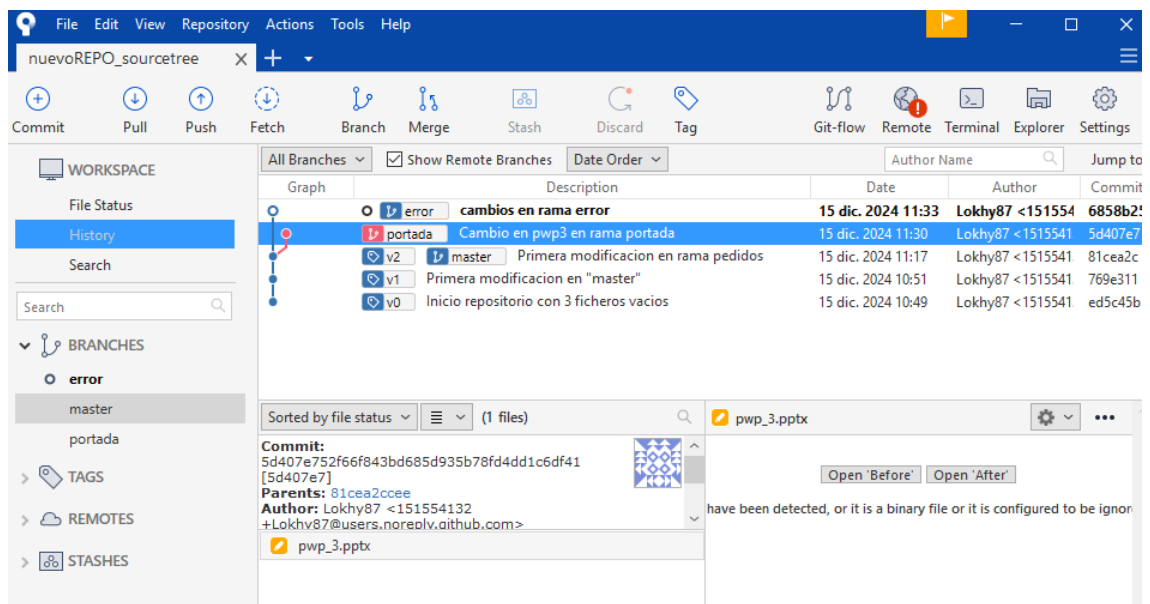 File Edit View Repository Actions Tools Help
nuevoREPO_sourcetree
Commit Pull Push Fetch Branch Merge Stash Discard Tag Git-flow Remote Terminal Explorer Settings
WORKSPACE
File Status
History
Search
Search
BRANCHES
error
master
portada
TAGS
REMOTES
STASHES
All Branches Show Remote Branches Date Order Author Name Jump to
Graph Description Date Author Commit
error cambios en rama error 15 dic. 2024 11:33 Lokhy87 <151554 6858b25
portada Cambio en pwp3 en rama portada 15 dic. 2024 11:30 Lokhy87 <1515541 5d407e7
v2 master Primera modificacion en rama pedidos 15 dic. 2024 11:17 Lokhy87 <1515541 81cea2c
v1 Primera modificacion en "master" 15 dic. 2024 10:51 Lokhy87 <1515541 769e311
v0 Inicio repositorio con 3 ficheros vacios 15 dic. 2024 10:49 Lokhy87 <1515541 ed5c45b
Sorted by file status (1 files)
Commit:
5d407e752f66f843bd685d935b78fd4dd1c6df41
[5d407e7]
Parents: 81cea2ccee
Author: Lokhy87 <151554132
+Lokhy87@users.noreply.github.com>
pwp_3.pptx
pwp_3.pptx
Open 'Before' Open 'After'
have been detected, or it is a binary file or it is configured to be ignor